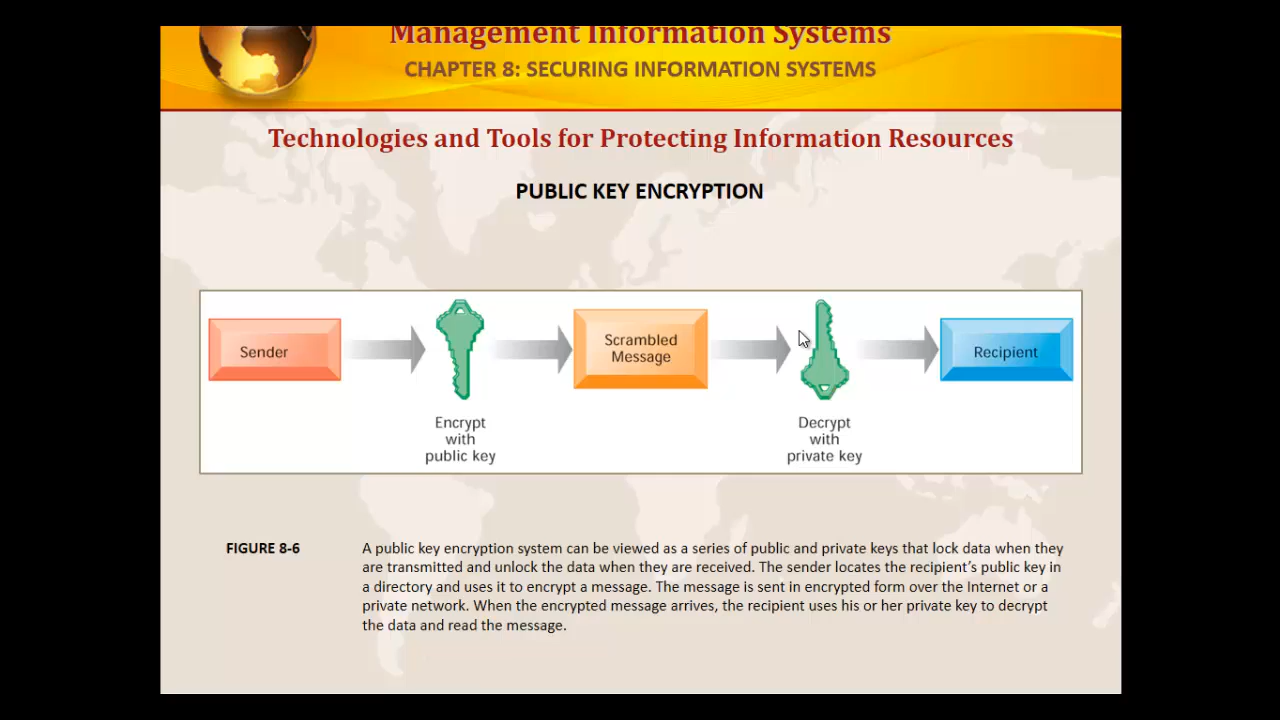 Management Information Systems
CHAPTER 8: SECURING INFORMATION SYSTEMS
Technologies and Tools for Protecting Information Resources
PUBLIC KEY ENCRYPTION
Sender
Scrambled
Message
Recipient
Encrypt
with
public key
Decrypt
with
private key
FIGURE 8-6
A public key encryption system can be viewed as a series of public and private keys that lock data when they
are transmitted and unlock the data when they are received. The sender locates the recipient’s public key in
a directory and uses it to encrypt a message. The message is sent in encrypted form over the Internet or a
private network. When the encrypted message arrives, the recipient uses his or her private key to decrypt
the data and read the message.